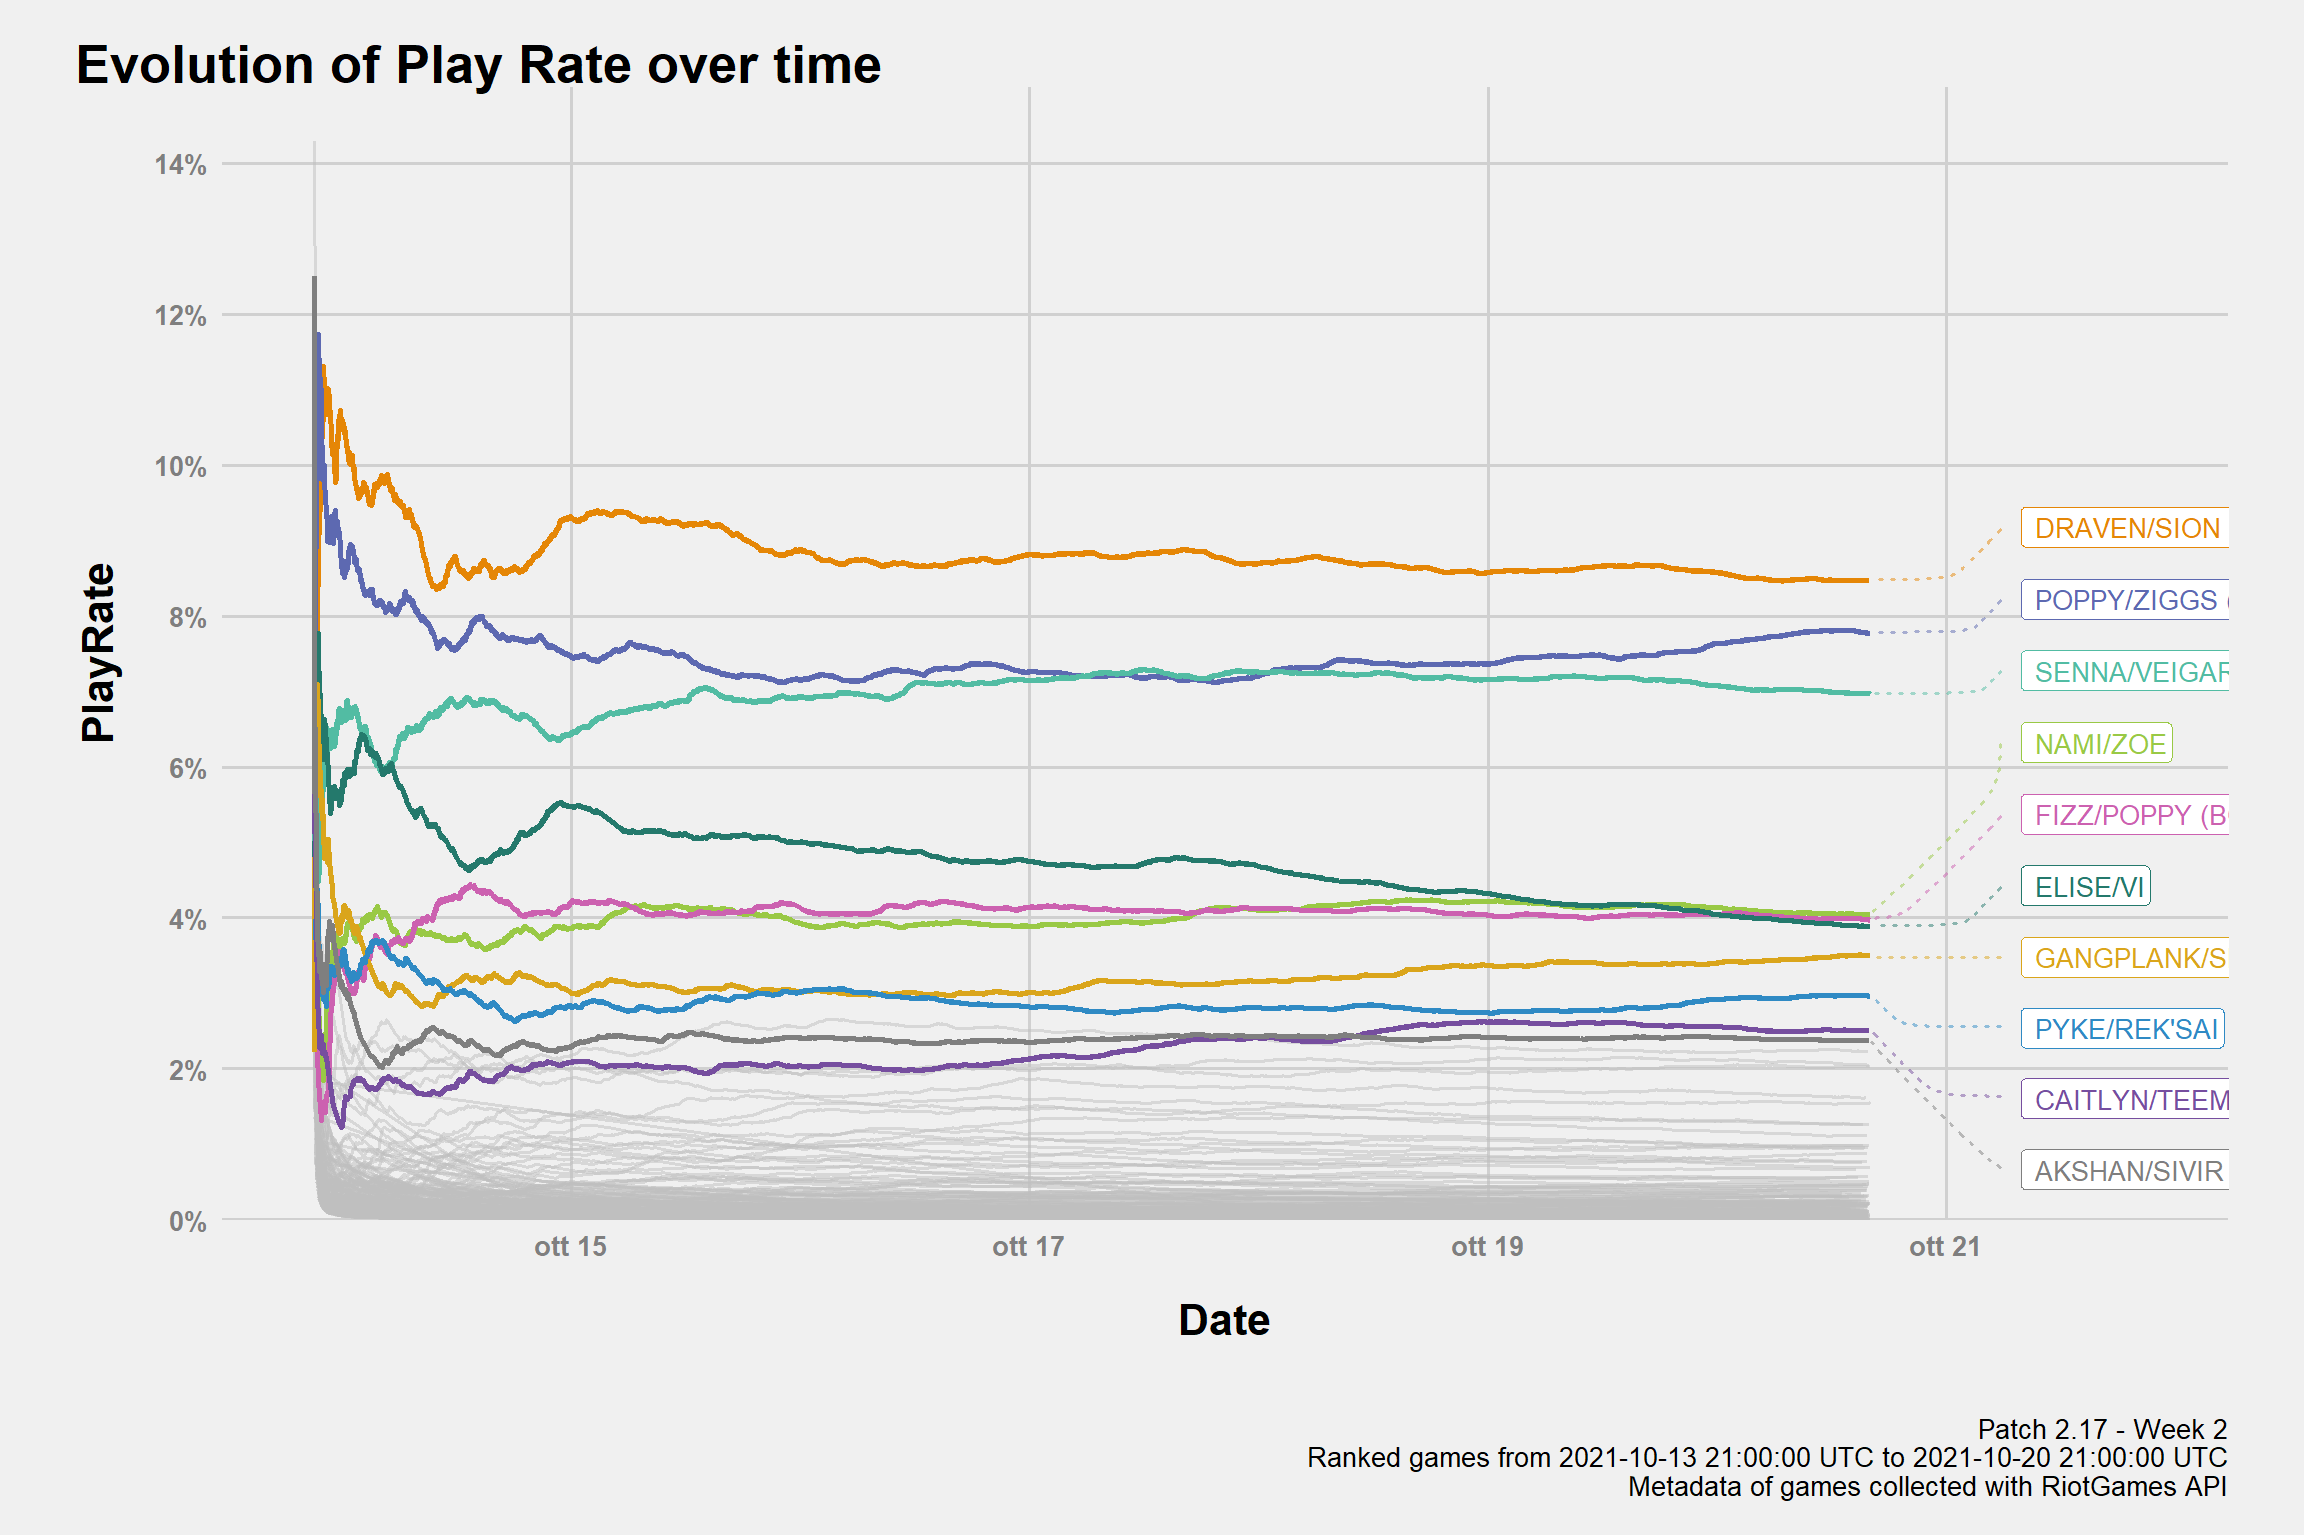 Evolution of Play Rate over time
PlayRate
14%
12%
10%
8%
6%
4%
2%
0%
ott 15
ott 17
ott 19
ott 21
DRAVEN/SION
POPPY/ZIGGS
SENNA/VEIGAR
NAMI/ZOE
FIZZ/POPPY (B
ELISE/VI
GANGPLANK/S
PYKE/REK'SAI
CAITLYN/TEEM
AKSHAN/SIVIR
Date
Patch 2.17 - Week 2
Ranked games from 2021-10-13 21:00:00 UTC to 2021-10-20 21:00:00 UTC
Metadata of games collected with RiotGames API